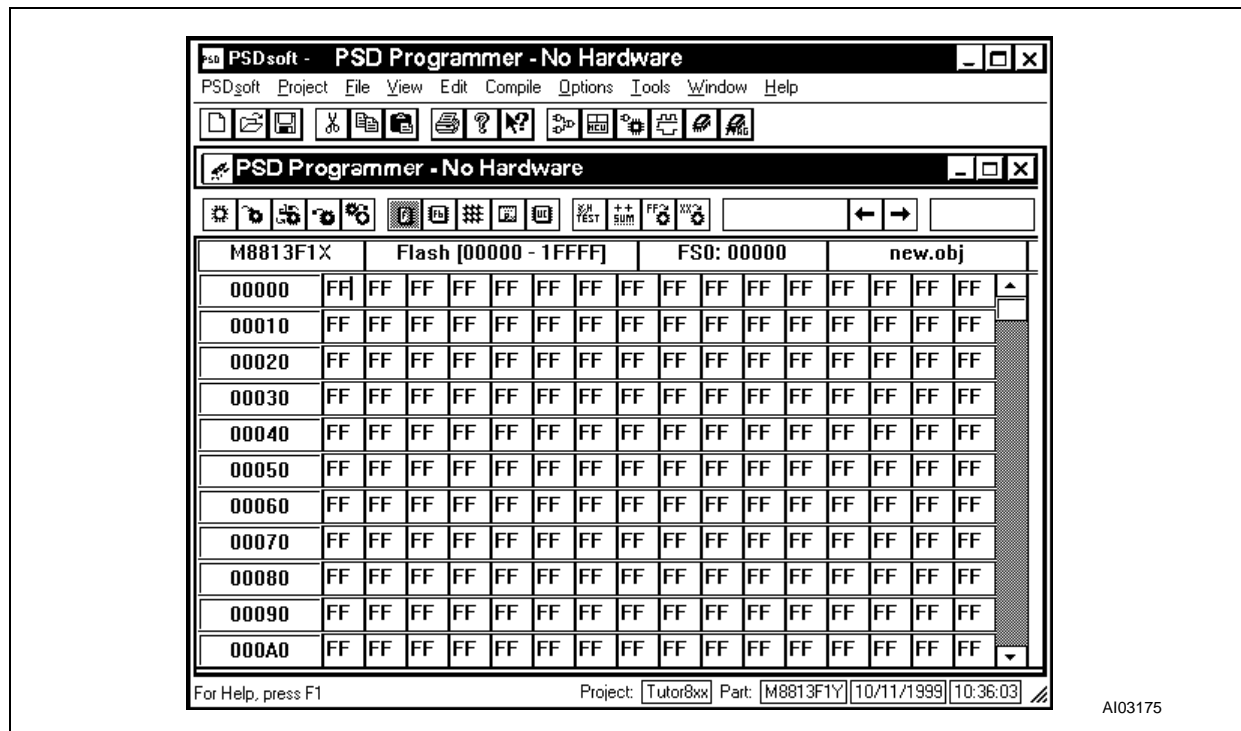 PSD PSDsoft - PSD Programmer - No Hardware
PSDsoft Project File View Edit Compile Options Tools Window Help
MCU
PSD Programmer - No Hardware
TEST ++ SUM FF XX
M8813F1X Flash [00000 - 1FFFF] FS0: 00000 new.obj
00000 FF FF FF FF FF FF FF FF FF FF FF FF FF FF FF FF
00010 FF FF FF FF FF FF FF FF FF FF FF FF FF FF FF FF
00020 FF FF FF FF FF FF FF FF FF FF FF FF FF FF FF FF
00030 FF FF FF FF FF FF FF FF FF FF FF FF FF FF FF FF
00040 FF FF FF FF FF FF FF FF FF FF FF FF FF FF FF FF
00050 FF FF FF FF FF FF FF FF FF FF FF FF FF FF FF FF
00060 FF FF FF FF FF FF FF FF FF FF FF FF FF FF FF FF
00070 FF FF FF FF FF FF FF FF FF FF FF FF FF FF FF FF
00080 FF FF FF FF FF FF FF FF FF FF FF FF FF FF FF FF
00090 FF FF FF FF FF FF FF FF FF FF FF FF FF FF FF FF
000A0 FF FF FF FF FF FF FF FF FF FF FF FF FF FF FF FF
For Help, press F1 Project: Tutor8xx Part: M8813F1Y 10/11/1999 10:36:03
AI03175